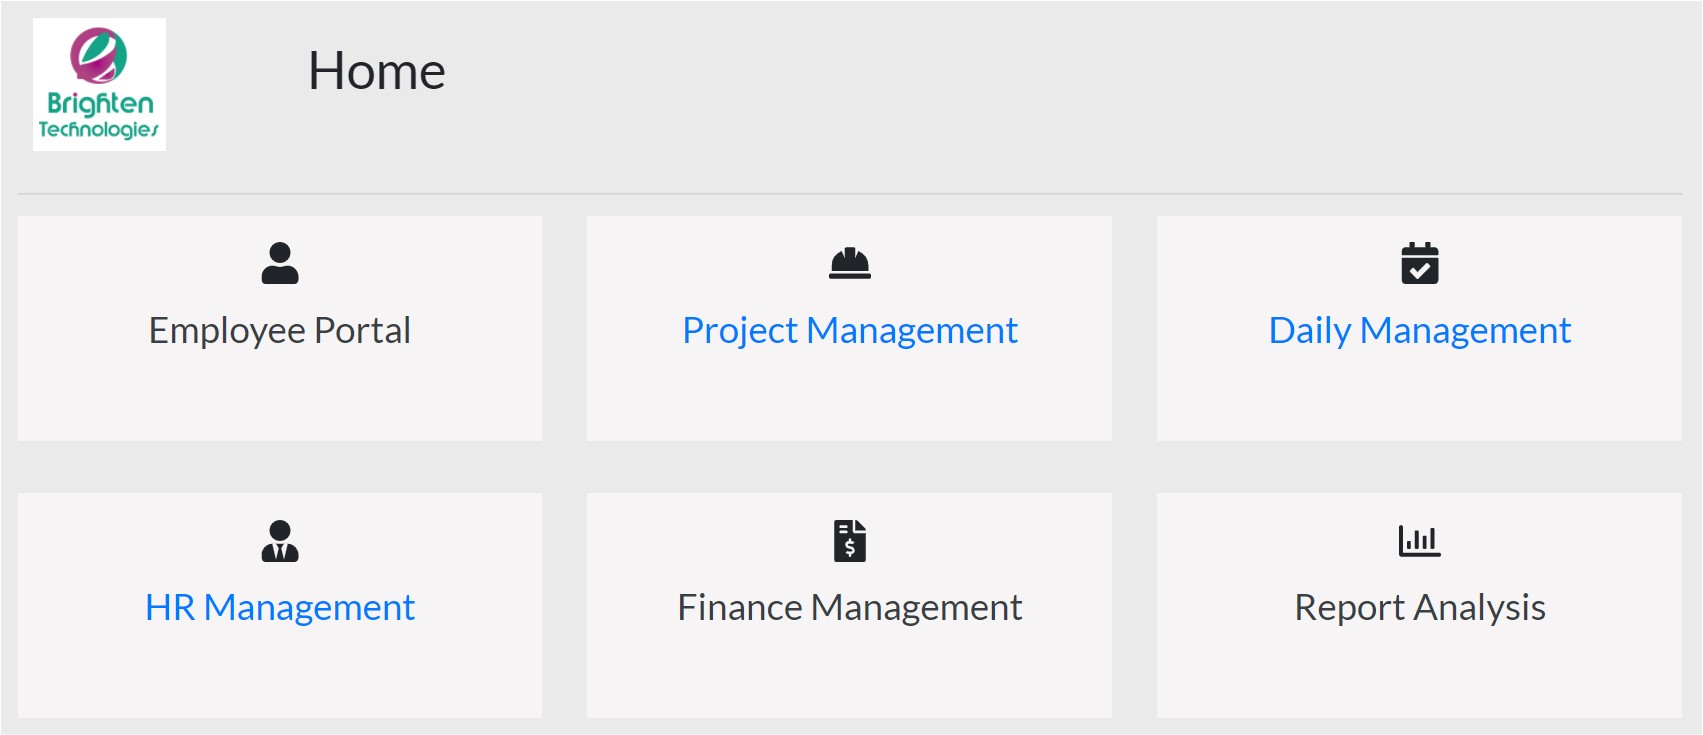 Brighten
Technologies
Home
Employee Portal
Project Management
Daily Management
HR Management
$
Finance Management
Report Analysis